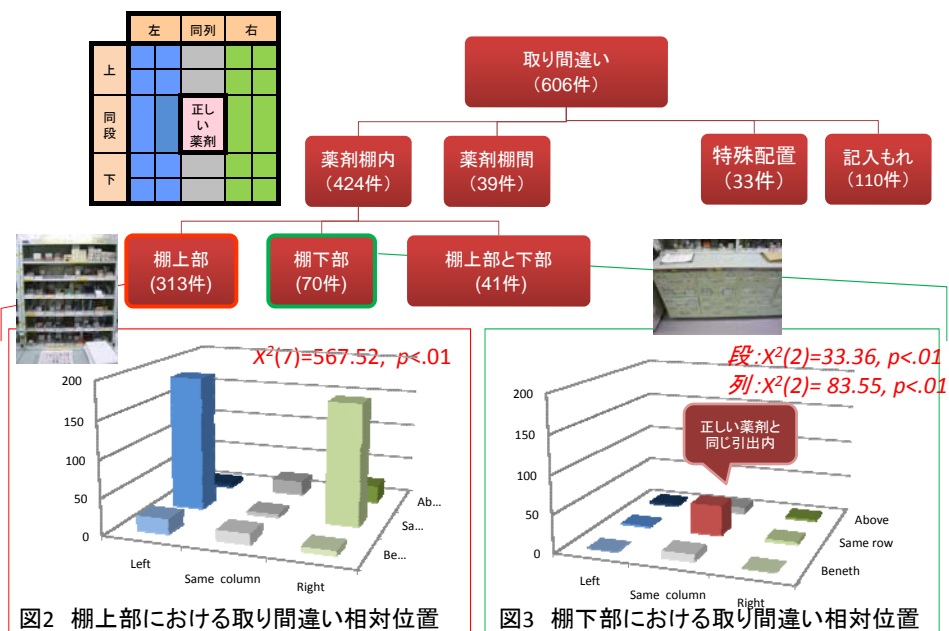 左 同列 右
上
同
段
正し
い
薬剤
下
取り間違い
(606件)
薬剤棚内
(424件)
薬剤棚間
(39件)
特殊配置
(33件)
記入もれ
(110件)
棚上部
(313件)
棚下部
(70件)
棚上部と下部
(41件)
X²(7)=567.52, p<.01
200
150
100
50
0
Left
Same column
Right
Ab...
Sa...
Be...
図2 棚上部における取り間違い相対位置
段:X²(2)=33.36, p<.01
列:X²(2)= 83.55, p<.01
正しい薬剤と
同じ引出内
200
150
100
50
0
Left
Same column
Right
Above
Same row
Beneth
図3 棚下部における取り間違い相対位置